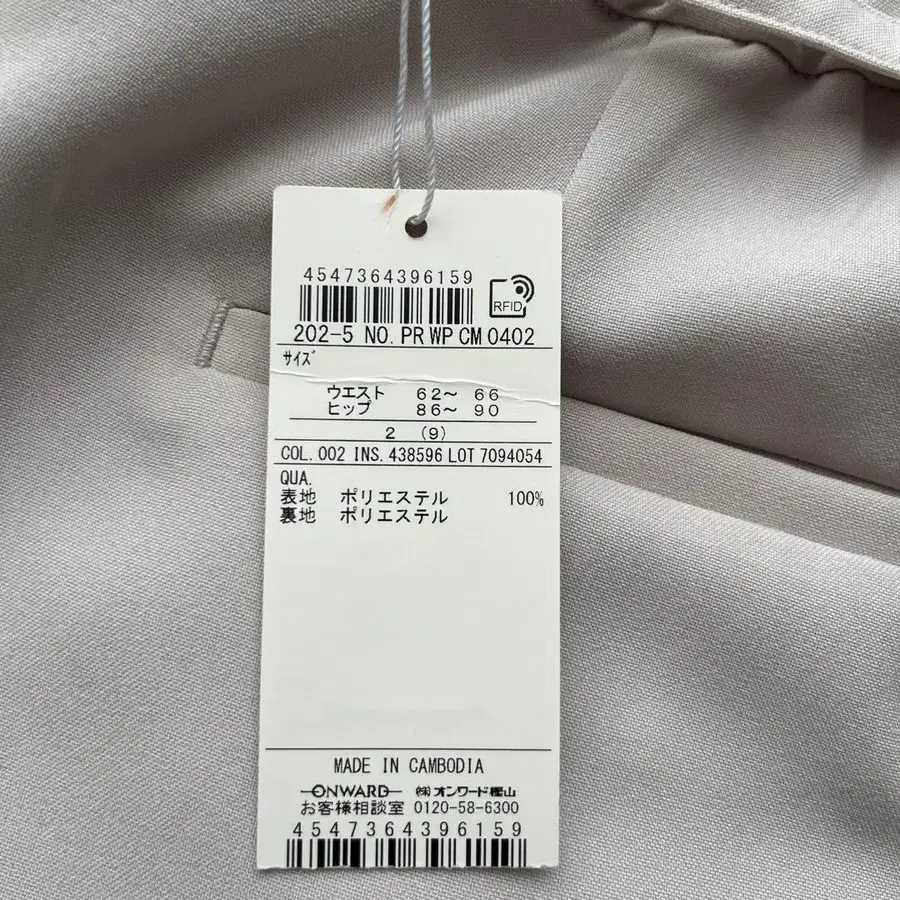 4547364396159
RFID
202-5 NO. PR WP CM 0402
サイズ
ウエスト 62～ 66
ヒップ 86～ 90
2 (9)
COL. 002 INS. 438596 LOT 7094054
QUA.
表地 ポリエステル 100%
裏地 ポリエステル
MADE IN CAMBODIA
ONWARD ㈱オンワード樫山
お客様相談室 0120-58-6300
4547364396159